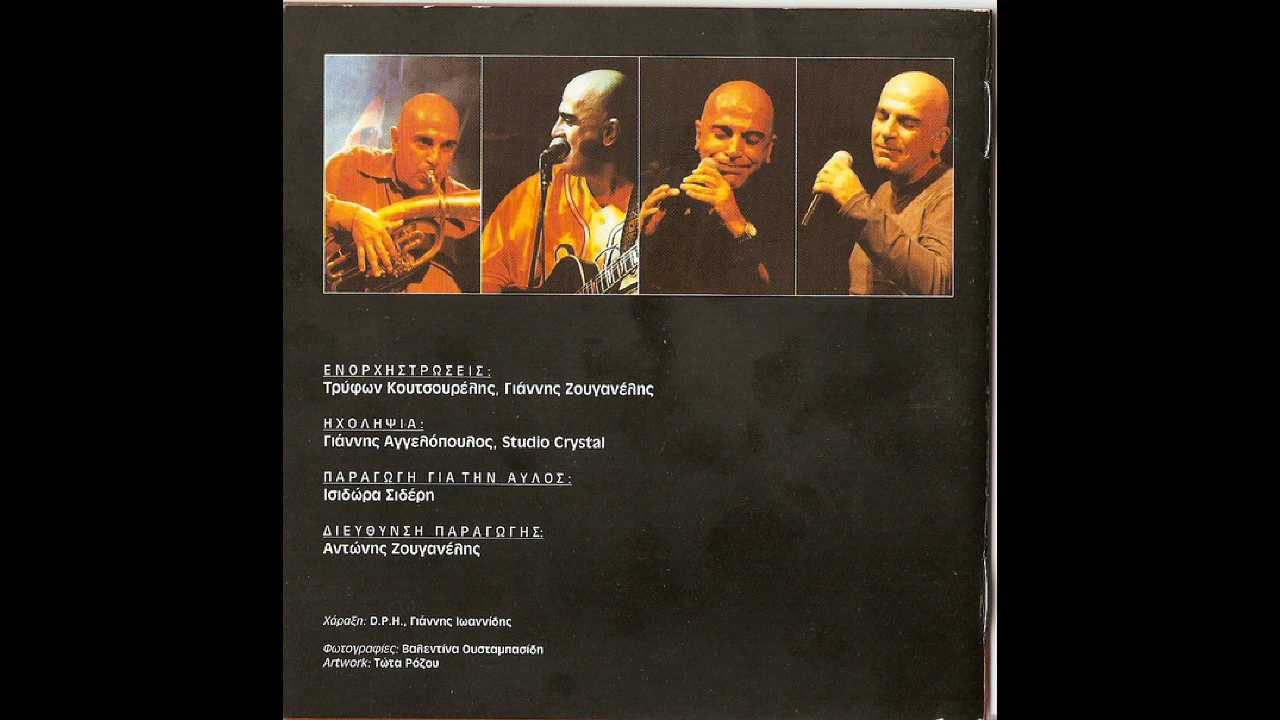 ΕΝΟΡΧΗΣΤΡΩΣΕΙΣ:
Τρύφων Κουτσουρέλης, Γιάννης Ζουγανέλης
ΗΧΟΛΗΨΙΑ:
Γιάννης Αγγελόπουλος, Studio Crystal
ΠΑΡΑΓΩΓΗ ΓΙΑ ΤΗΝ ΑΥΛΟΣ:
Ισιδώρα Σιδέρη
ΔΙΕΥΘΥΝΣΗ ΠΑΡΑΓΩΓΗΣ:
Αντώνης Ζουγανέλης
Χάραξη: D.P.H., Γιάννης Ιωαννίδης
Φωτογραφίες: Βαλεντίνα Ουσταμπασίδη
Artwork: Τώτα Ρόζου